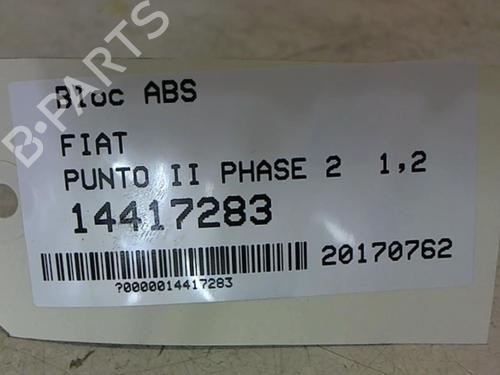 B-PARTS
Bloc ABS
FIAT
PUNTO II PHASE 2 1,2
14417283
20170762
?0000014417283